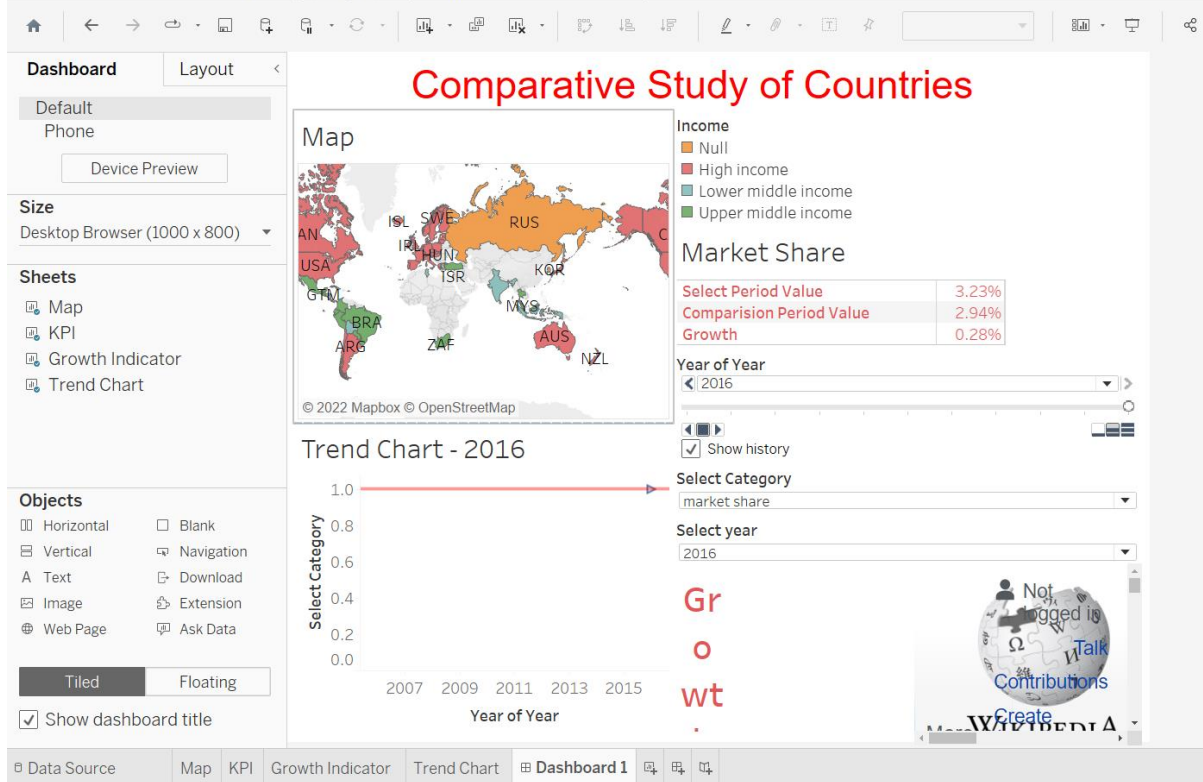 Dashboard Layout
Default
Phone
Device Preview
Size
Desktop Browser (1000 x 800)
Sheets
Map
KPI
Growth Indicator
Trend Chart
Objects
Horizontal Blank
Vertical Navigation
A Text Download
Image Extension
Web Page Ask Data
Tiled Floating
Show dashboard title
Comparative Study of Countries
Map
ISL SWE RUS
AN C
IRL HUN
USA ISR KOR
GTM MYS
BRA
ARG ZAF AUS
NZL
© 2022 Mapbox © OpenStreetMap
Income
Null
High income
Lower middle income
Upper middle income
Market Share
Select Period Value 3.23%
Comparision Period Value 2.94%
Growth 0.28%
Year of Year
2016
Show history
Select Category
market share
Select year
2016
Trend Chart - 2016
Select Category
1.0
0.8
0.6
0.4
0.2
0.0
2007 2009 2011 2013 2015
Year of Year
Gr
o
wt
Not
logged in
Talk
Contributions
Create
WIKIPEDIA
Data Source Map KPI Growth Indicator Trend Chart Dashboard 1